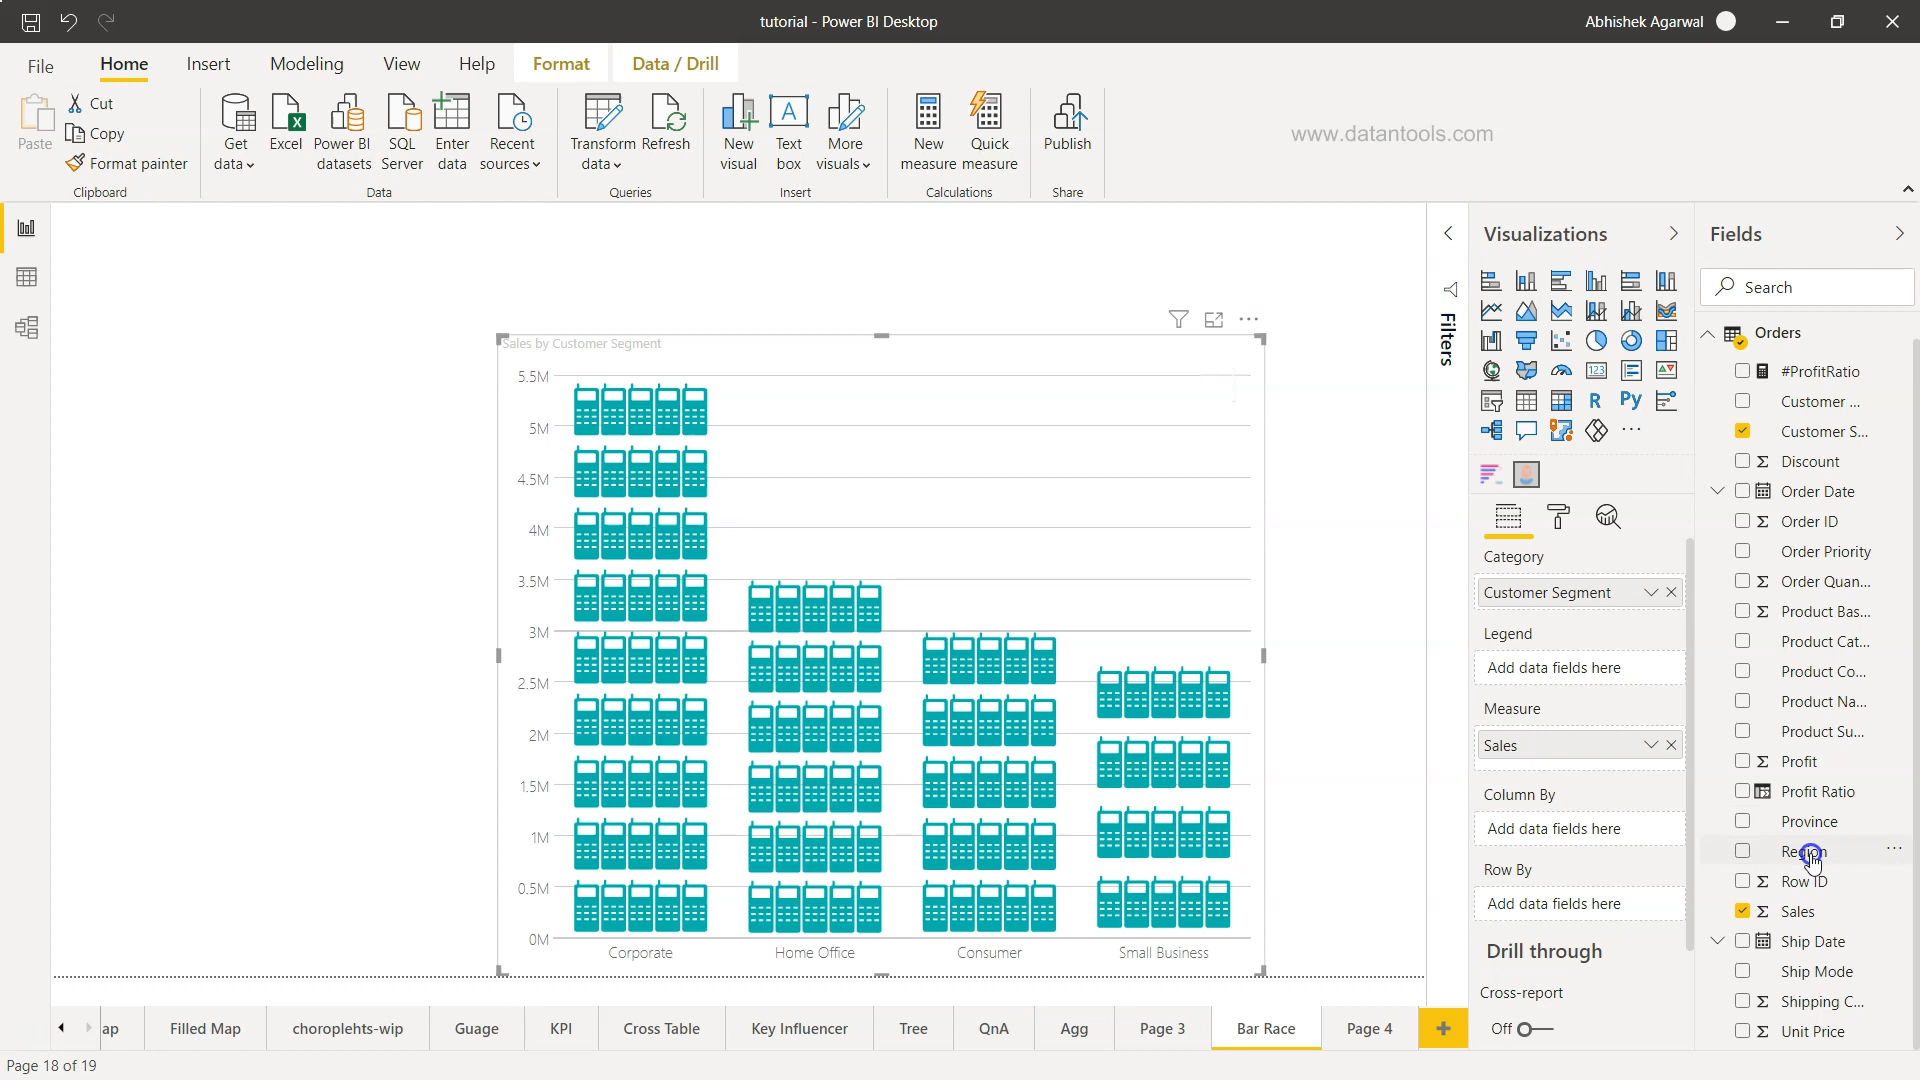 tutorial - Power BI Desktop
Abhishek Agarwal
File
Home
Insert
Modeling
View
Help
Format
Data / Drill
Paste
Cut
Copy
Format painter
Clipboard
Get data
Excel
Power BI datasets
SQL Server
Enter data
Recent sources
Data
Transform data
Refresh
Queries
New visual
Text box
More visuals
Insert
New measure
Quick measure
Calculations
Publish
Share
www.datantools.com
Sales by Customer Segment
5.5M
5M
4.5M
4M
3.5M
3M
2.5M
2M
1.5M
1M
0.5M
0M
Corporate
Home Office
Consumer
Small Business
Filters
Visualizations
123
R
Py
Category
Customer Segment
Legend
Add data fields here
Measure
Sales
Column By
Add data fields here
Row By
Add data fields here
Drill through
Cross-report
Off
Fields
Search
Orders
#ProfitRatio
Customer ...
Customer S...
Discount
Order Date
Order ID
Order Priority
Order Quan...
Product Bas...
Product Cat...
Product Co...
Product Na...
Product Su...
Profit
Profit Ratio
Province
Region
Row ID
Sales
Ship Date
Ship Mode
Shipping C...
Unit Price
ap
Filled Map
choroplehts-wip
Guage
KPI
Cross Table
Key Influencer
Tree
QnA
Agg
Page 3
Bar Race
Page 4
Page 18 of 19